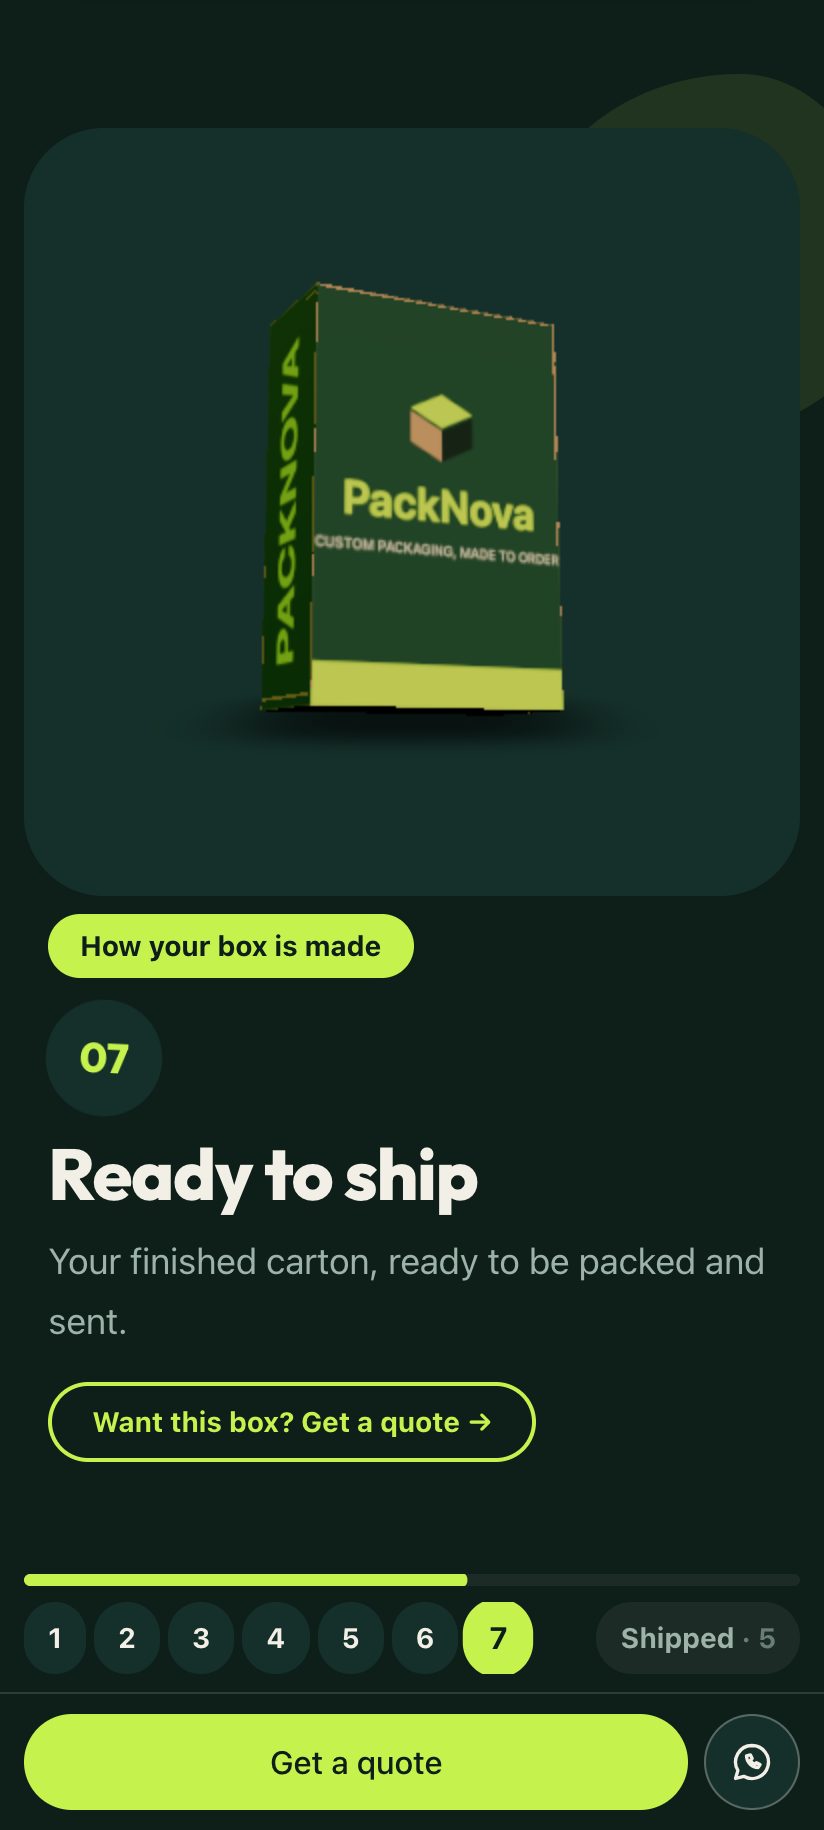 PACKNOVA
PackNova
CUSTOM PACKAGING, MADE TO ORDER
How your box is made
07
Ready to ship
Your finished carton, ready to be packed and
sent.
Want this box? Get a quote →
1 2 3 4 5 6 7 Shipped · 5
Get a quote